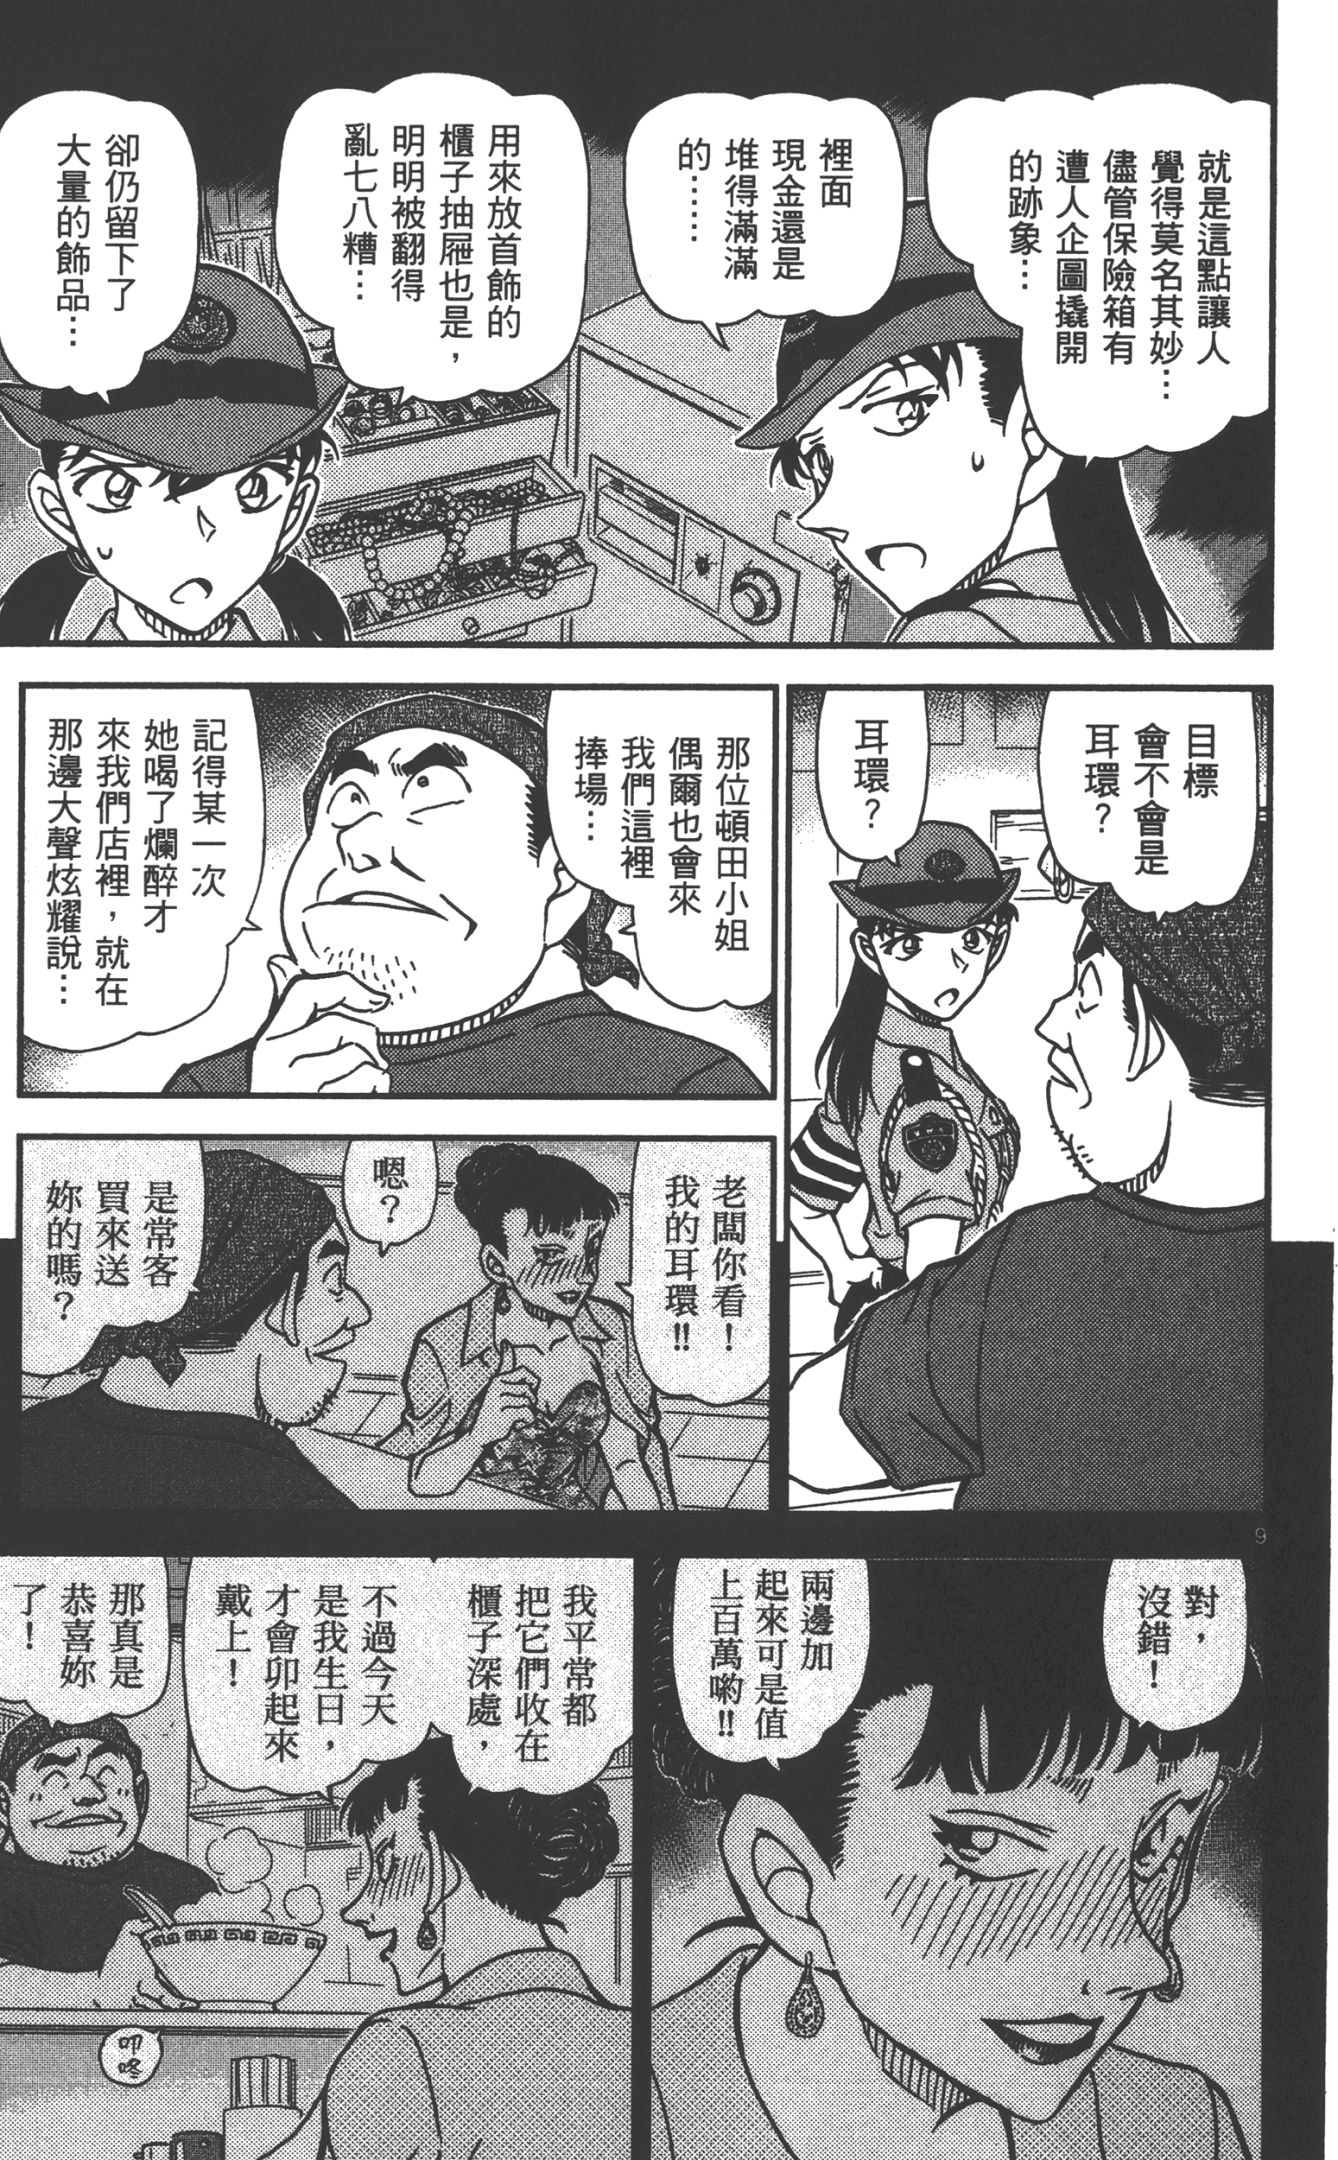 就是這點讓人
覺得莫名其妙…
儘管保險箱有
遭人企圖撬開
的跡象…
裡面
現金還是
堆得滿滿
的……
用來放首飾的
櫃子抽屜也是，
明明被翻得
亂七八糟…
卻仍留下了
大量的飾品…
目標
會不會是
耳環？
耳環？
那位頓田小姐
偶爾也會來
我們這裡
捧場…
記得某一次
她喝了爛醉才
來我們店裡，就在
那邊大聲炫耀說…
老闆你看！
我的耳環!!
嗯？
是常客
買來送
妳的嗎？
9
對，
沒錯！
兩邊加
起來可是值
上百萬喲!!
我平常都
把它們收在
櫃子深處，
不過今天
是我生日，
才會卯起來
戴上！
那真是
恭喜妳
了！
叩
咚